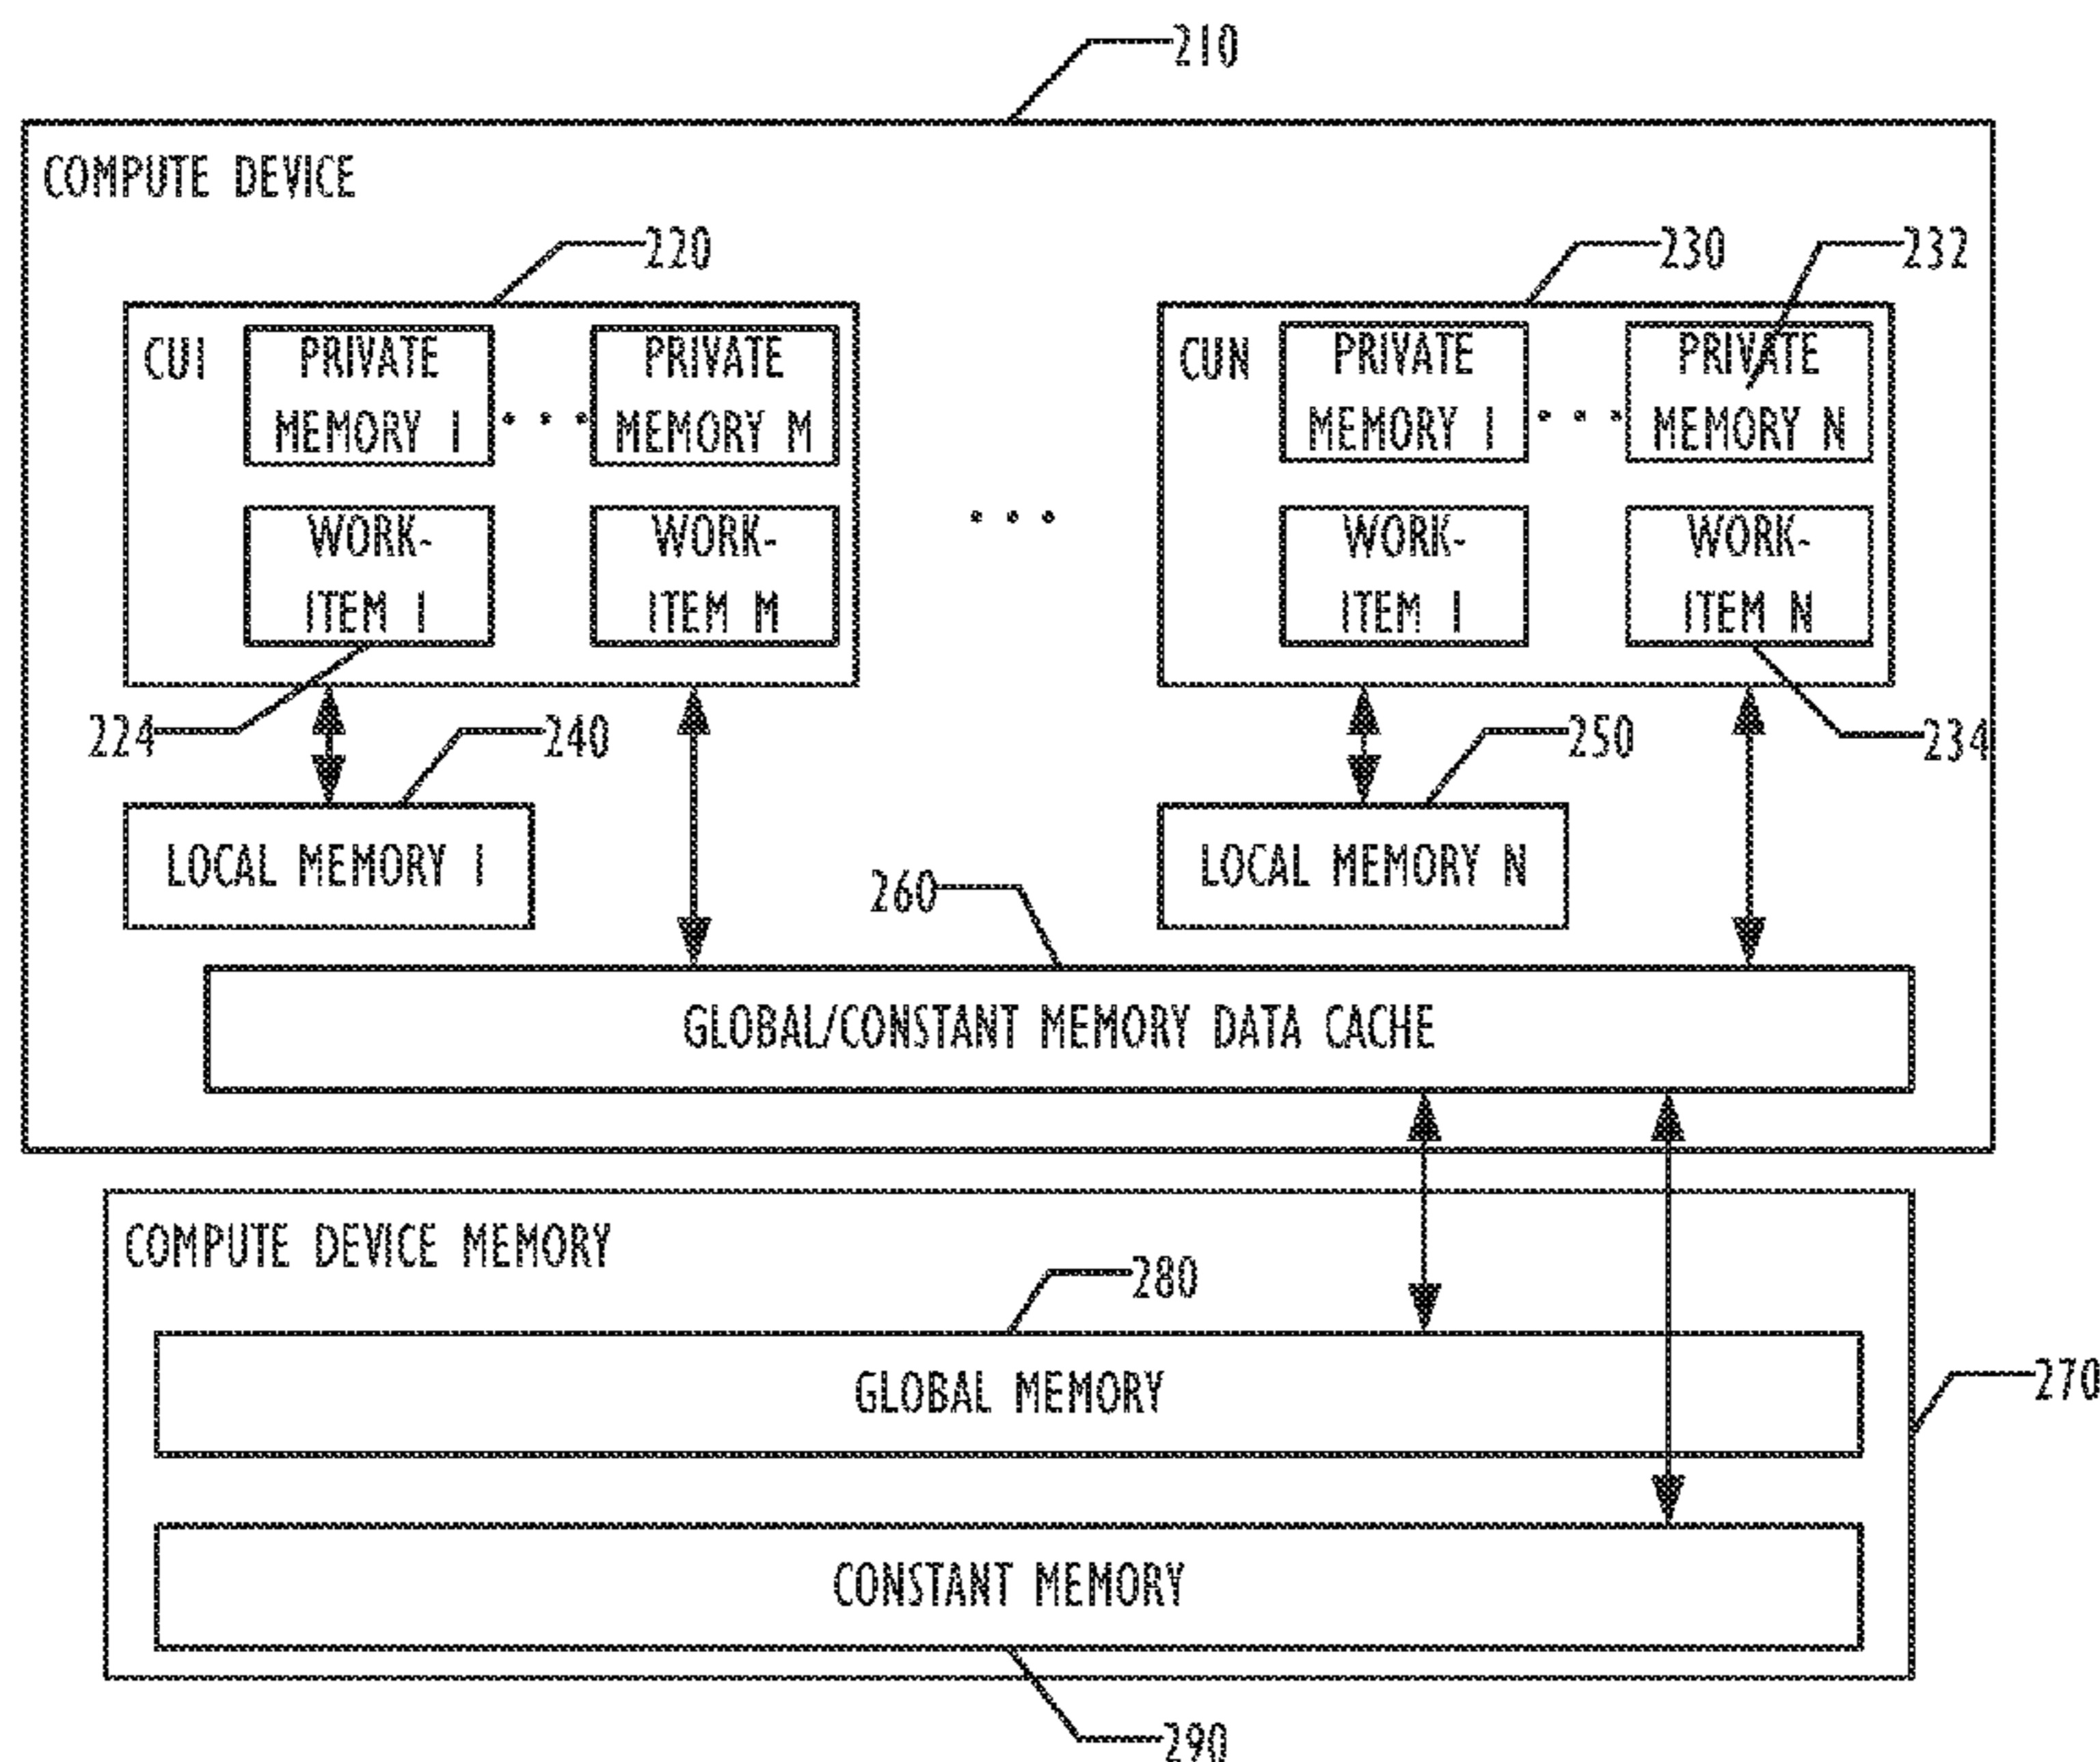 210
COMPUTE DEVICE
220
230
232
CU1
PRIVATE
MEMORY 1
PRIVATE
MEMORY M
CUN
PRIVATE
MEMORY 1
PRIVATE
MEMORY N
WORK-
ITEM 1
WORK-
ITEM M
WORK-
ITEM 1
WORK-
ITEM N
224
240
250
234
LOCAL MEMORY 1
LOCAL MEMORY N
260
GLOBAL/CONSTANT MEMORY DATA CACHE
COMPUTE DEVICE MEMORY
280
GLOBAL MEMORY
270
CONSTANT MEMORY
290